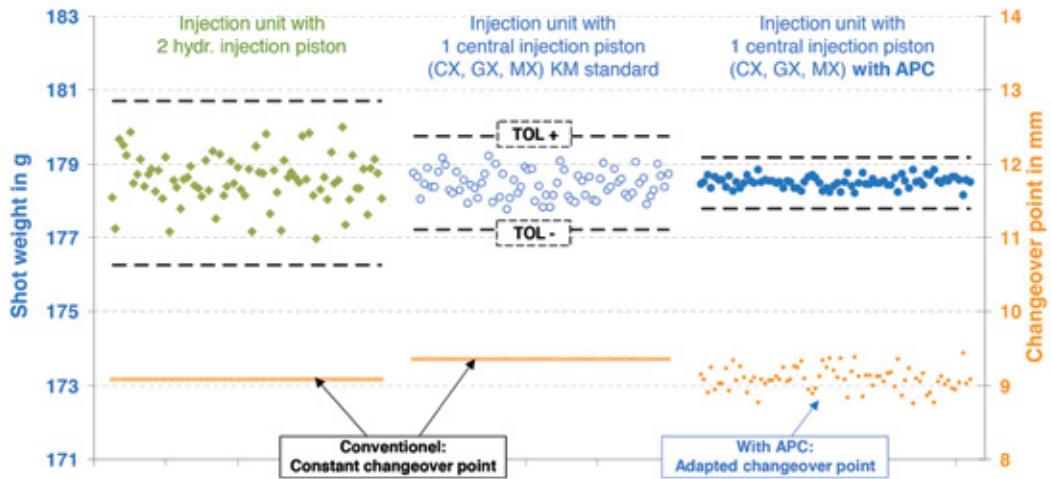 Injection unit with
2 hydr. injection piston
Injection unit with
1 central injection piston
(CX, GX, MX) KM standard
Injection unit with
1 central injection piston
(CX, GX, MX) with APC
Shot weight in g
183
181
179
177
175
173
171
TOL +
TOL -
14
13
12
11
10
9
8
Changeover point in mm
Conventionel:
Constant changeover point
With APC:
Adapted changeover point